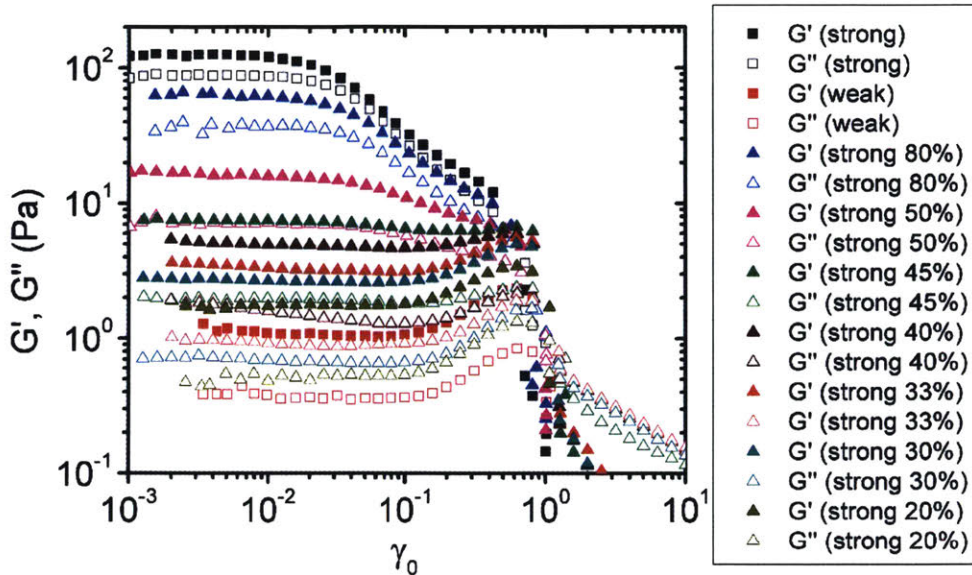 G', G'' (Pa)
10²
10¹
10⁰
10⁻¹
10⁻³
10⁻²
10⁻¹
10⁰
10¹
γ₀
G' (strong)
G'' (strong)
G' (weak)
G'' (weak)
G' (strong 80%)
G'' (strong 80%)
G' (strong 50%)
G'' (strong 50%)
G' (strong 45%)
G'' (strong 45%)
G' (strong 40%)
G'' (strong 40%)
G' (strong 33%)
G'' (strong 33%)
G' (strong 30%)
G'' (strong 30%)
G' (strong 20%)
G'' (strong 20%)